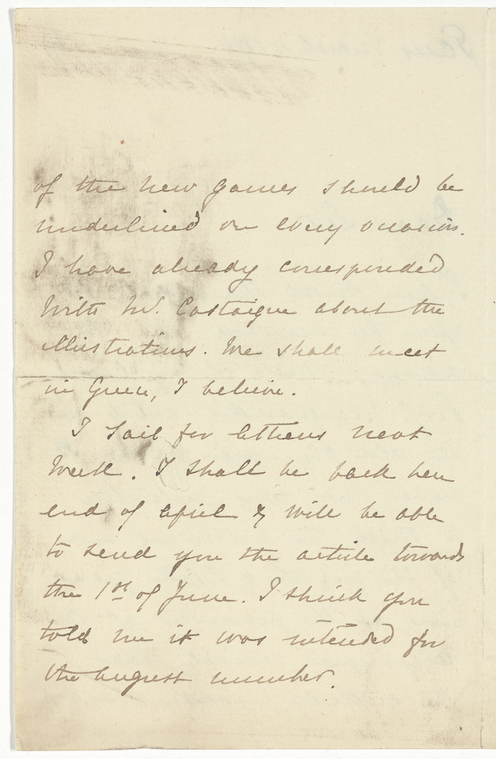 of the new games should be
underlined on every occasion.
I have already corresponded
with Mr. Castaigne about the
illustrations. We shall meet
in Greece, I believe.
I sail for Athens next
week. I shall be back here
end of april & will be able
to send you the article towards
the 1st of June. I think you
told me it was intended for
the august number.